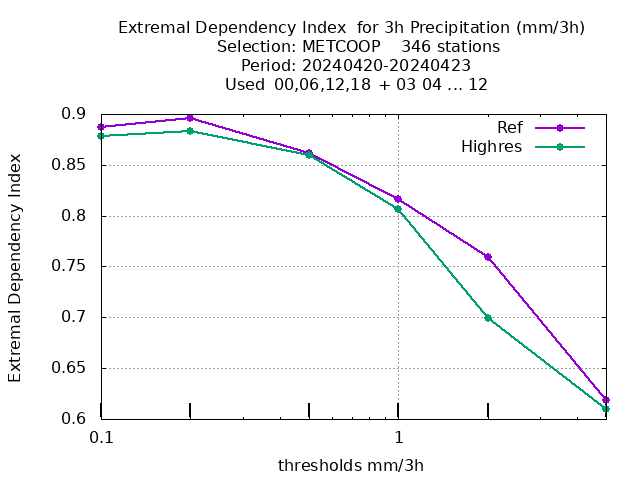 Extremal Dependency Index  for 3h Precipitation (mm/3h)
Selection: METCOOP    346 stations
Period: 20240420-20240423
Used  00,06,12,18  + 03 04 ... 12
Ref
Highres
0.9
0.85
0.8
0.75
0.7
0.65
0.6
Extremal Dependency Index
0.1 1
thresholds mm/3h